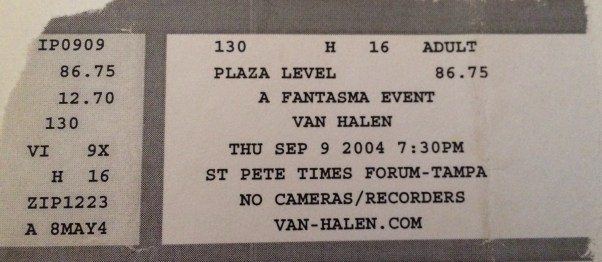 IP0909
86.75
12.70
130
VI 9X
H 16
ZIP1223
A 8MAY4
130 H 16 ADULT
PLAZA LEVEL 86.75
A FANTASMA EVENT
VAN HALEN
THU SEP 9 2004 7:30PM
ST PETE TIMES FORUM-TAMPA
NO CAMERAS/RECORDERS
VAN-HALEN.COM